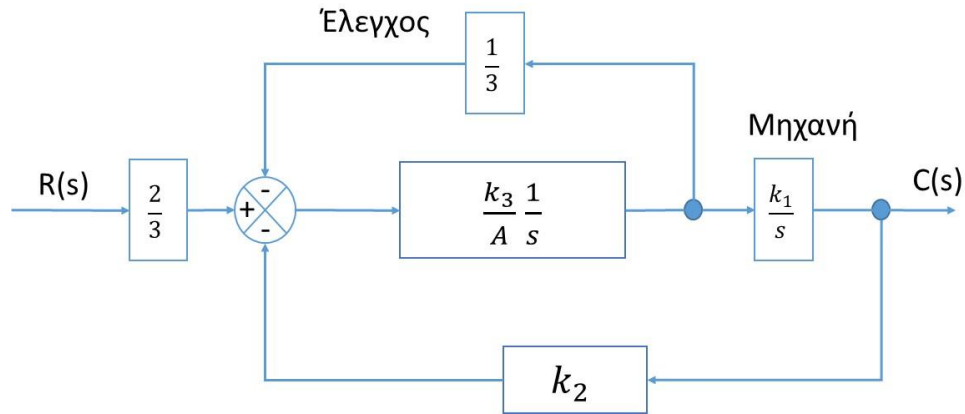 Έλεγχος
1/3
Μηχανή
R(s)
2/3
-
+
-
k₃/A 1/s
k₁/s
C(s)
k₂